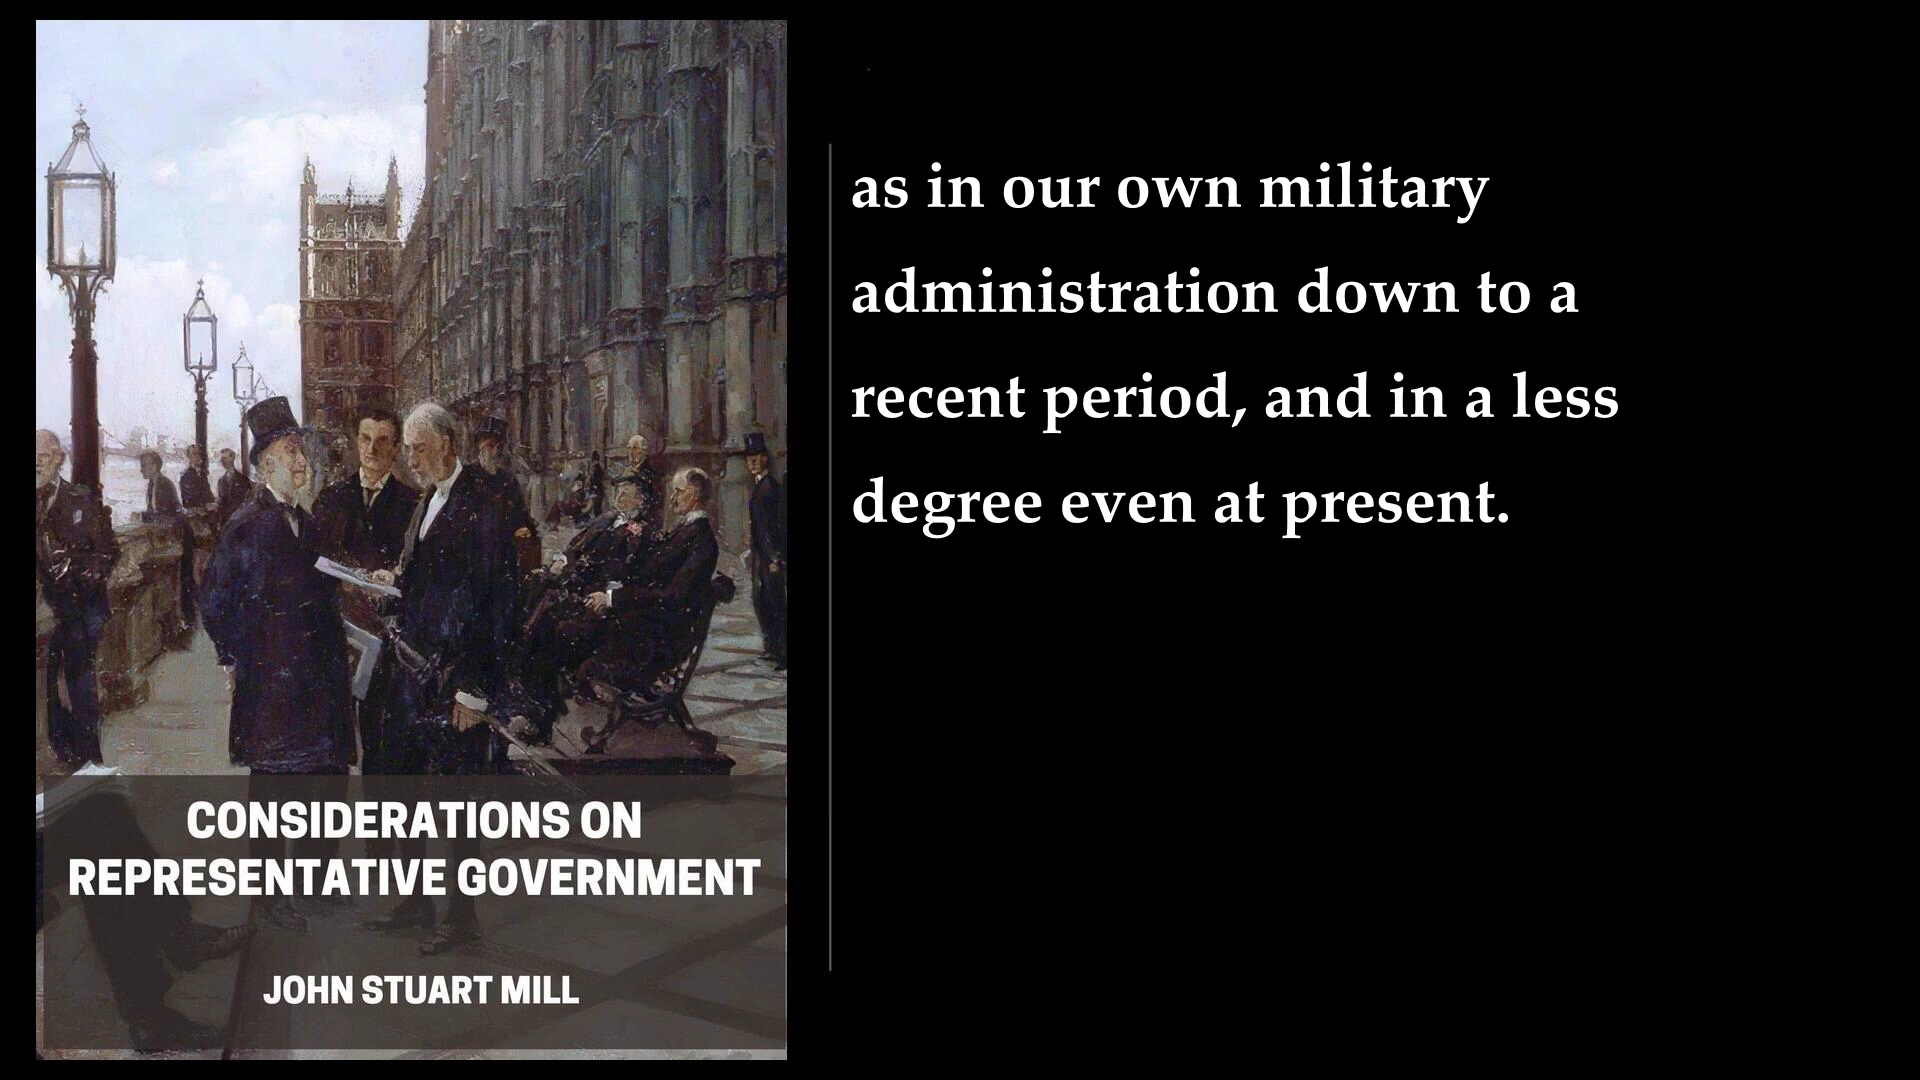 as in our own military
administration down to a
recent period, and in a less
degree even at present.
CONSIDERATIONS ON
REPRESENTATIVE GOVERNMENT
JOHN STUART MILL